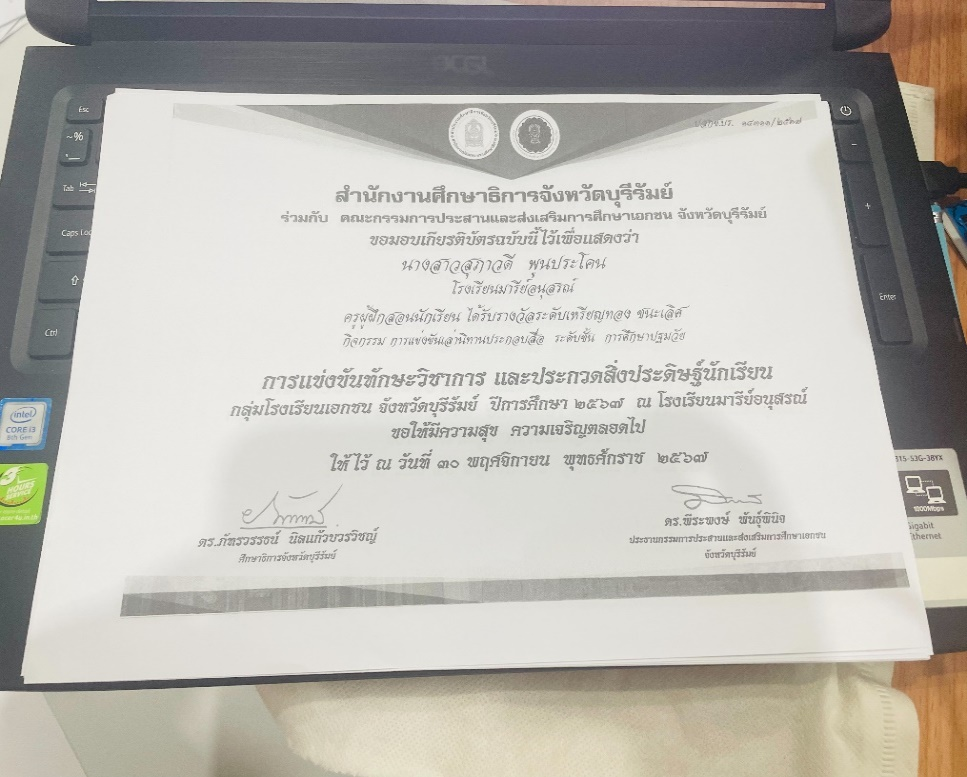 Esc
~%
Tab
Caps Loc
Ctrl
Enter
intel
CORE i3
8th Gen
HOURS
SERVICE
315-53G-38YX
1000Mbps
Gigabit
Ethernet
สำนักงานศึกษาธิการจังหวัดบุรีรัมย์
ร่วมกับ คณะกรรมการประสานและส่งเสริมการศึกษาเอกชน จังหวัดบุรีรัมย์
ขอมอบเกียรติบัตรฉบับนี้ไว้เพื่อแสดงว่า
นางสาวสุภาวดี พุนประโคน
โรงเรียนมารีย์อนุสรณ์
ครูผู้ฝึกสอนนักเรียน ได้รับรางวัลระดับเหรียญทอง ชนะเลิศ
กิจกรรม การแข่งขันเล่านิทานประกอบสื่อ ระดับชั้น การศึกษาปฐมวัย
การแข่งขันทักษะวิชาการ และประกวดสิ่งประดิษฐ์นักเรียน
กลุ่มโรงเรียนเอกชน จังหวัดบุรีรัมย์ ปีการศึกษา ๒๕๖๗ ณ โรงเรียนมารีย์อนุสรณ์
ขอให้มีความสุข ความเจริญตลอดไป
ให้ไว้ ณ วันที่ ๓๐ พฤศจิกายน พุทธศักราช ๒๕๖๗
ดร.ภัทรวรรธน์ นิลแก้วบวรวิชญ์
ศึกษาธิการจังหวัดบุรีรัมย์
ดร.พีระพงษ์ พันธุ์พินิจ
ประธานกรรมการประสานและส่งเสริมการศึกษาเอกชน
จังหวัดบุรีรัมย์